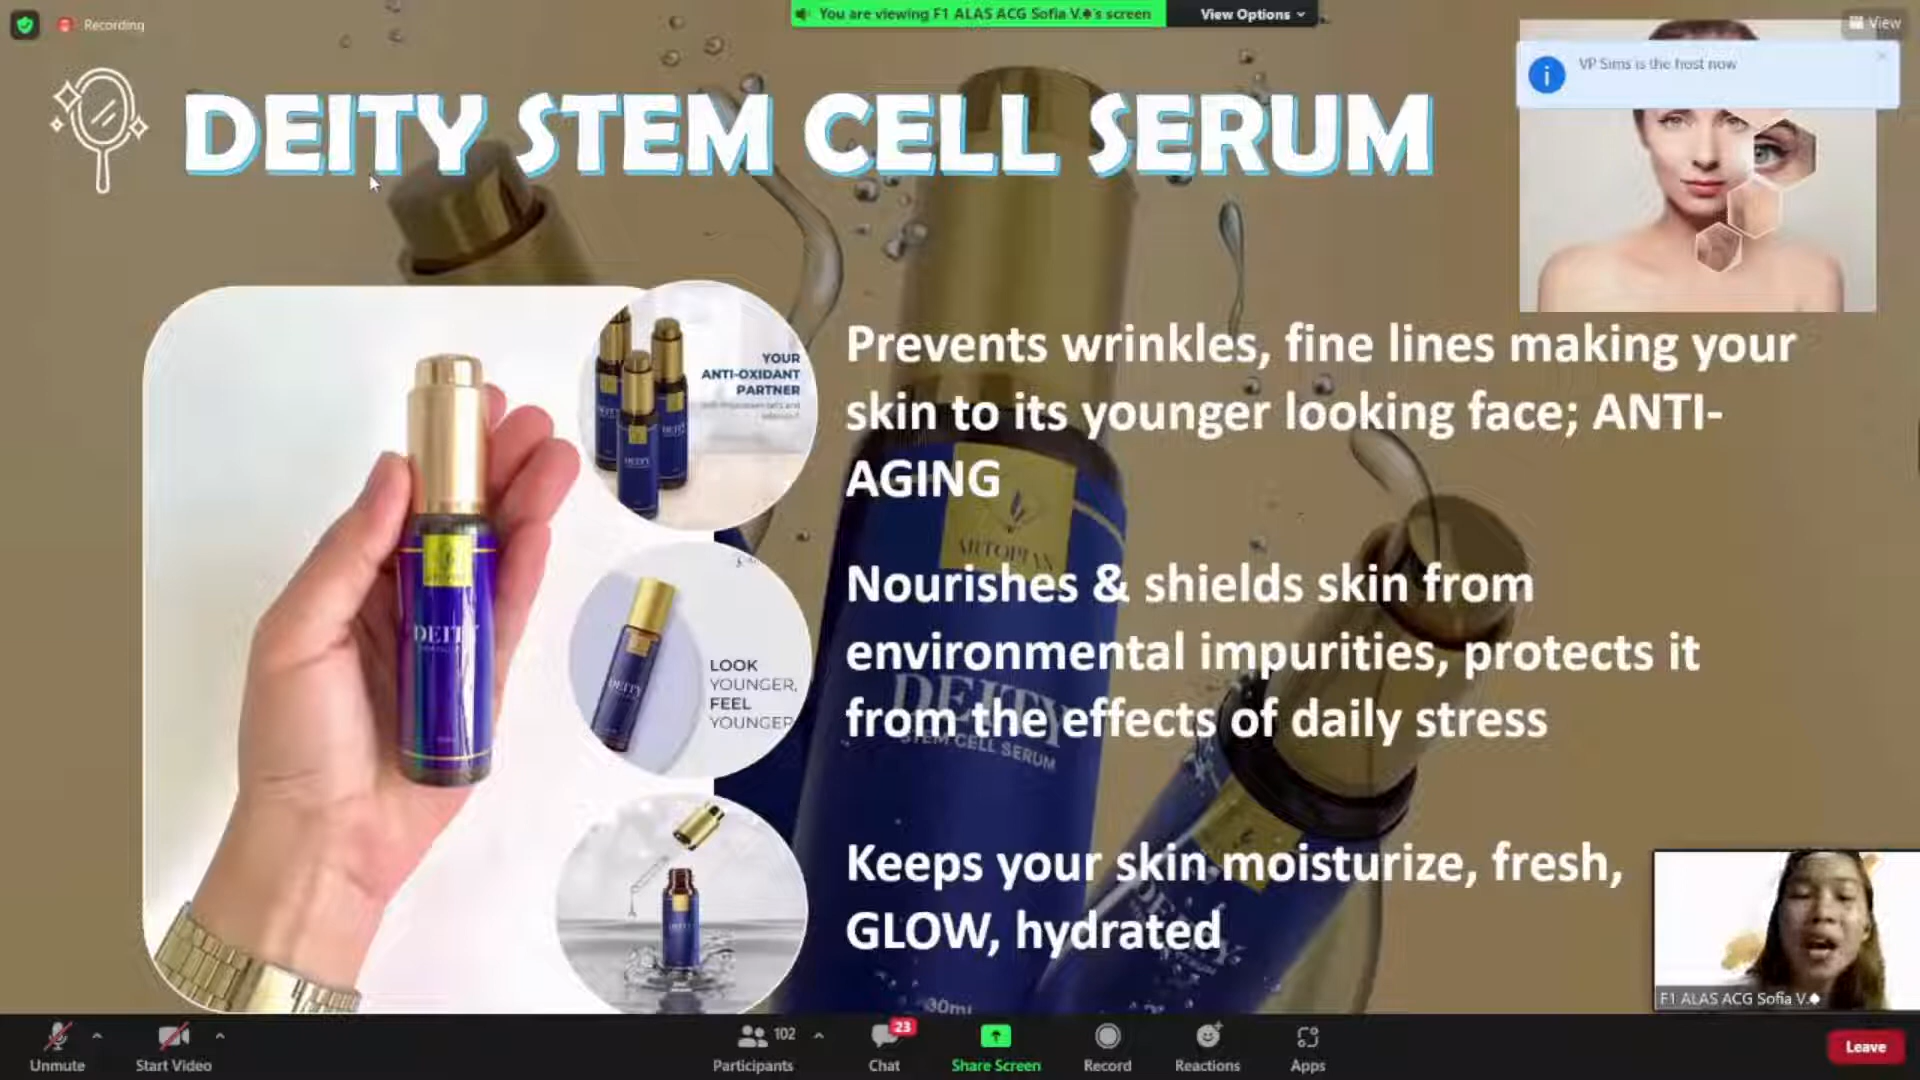 Recording
You are viewing F1 ALAS ACG Sofia V.♠'s screen
View Options
View
VP Sims is the host now
DEITY STEM CELL SERUM
YOUR
ANTI-OXIDANT
PARTNER
Prevents wrinkles, fine lines making your
skin to its younger looking face; ANTI-
AGING
ARTOPIAN
DEITY
LOOK
YOUNGER,
FEEL
YOUNGER
Nourishes & shields skin from
environmental impurities, protects it
from the effects of daily stress
DEITY
STEM CELL SERUM
Keeps your skin moisturize, fresh,
GLOW, hydrated
30ml
F1 ALAS ACG Sofia V.♠
Unmute
Start Video
102
Participants
23
Chat
Share Screen
Record
Reactions
Apps
Leave